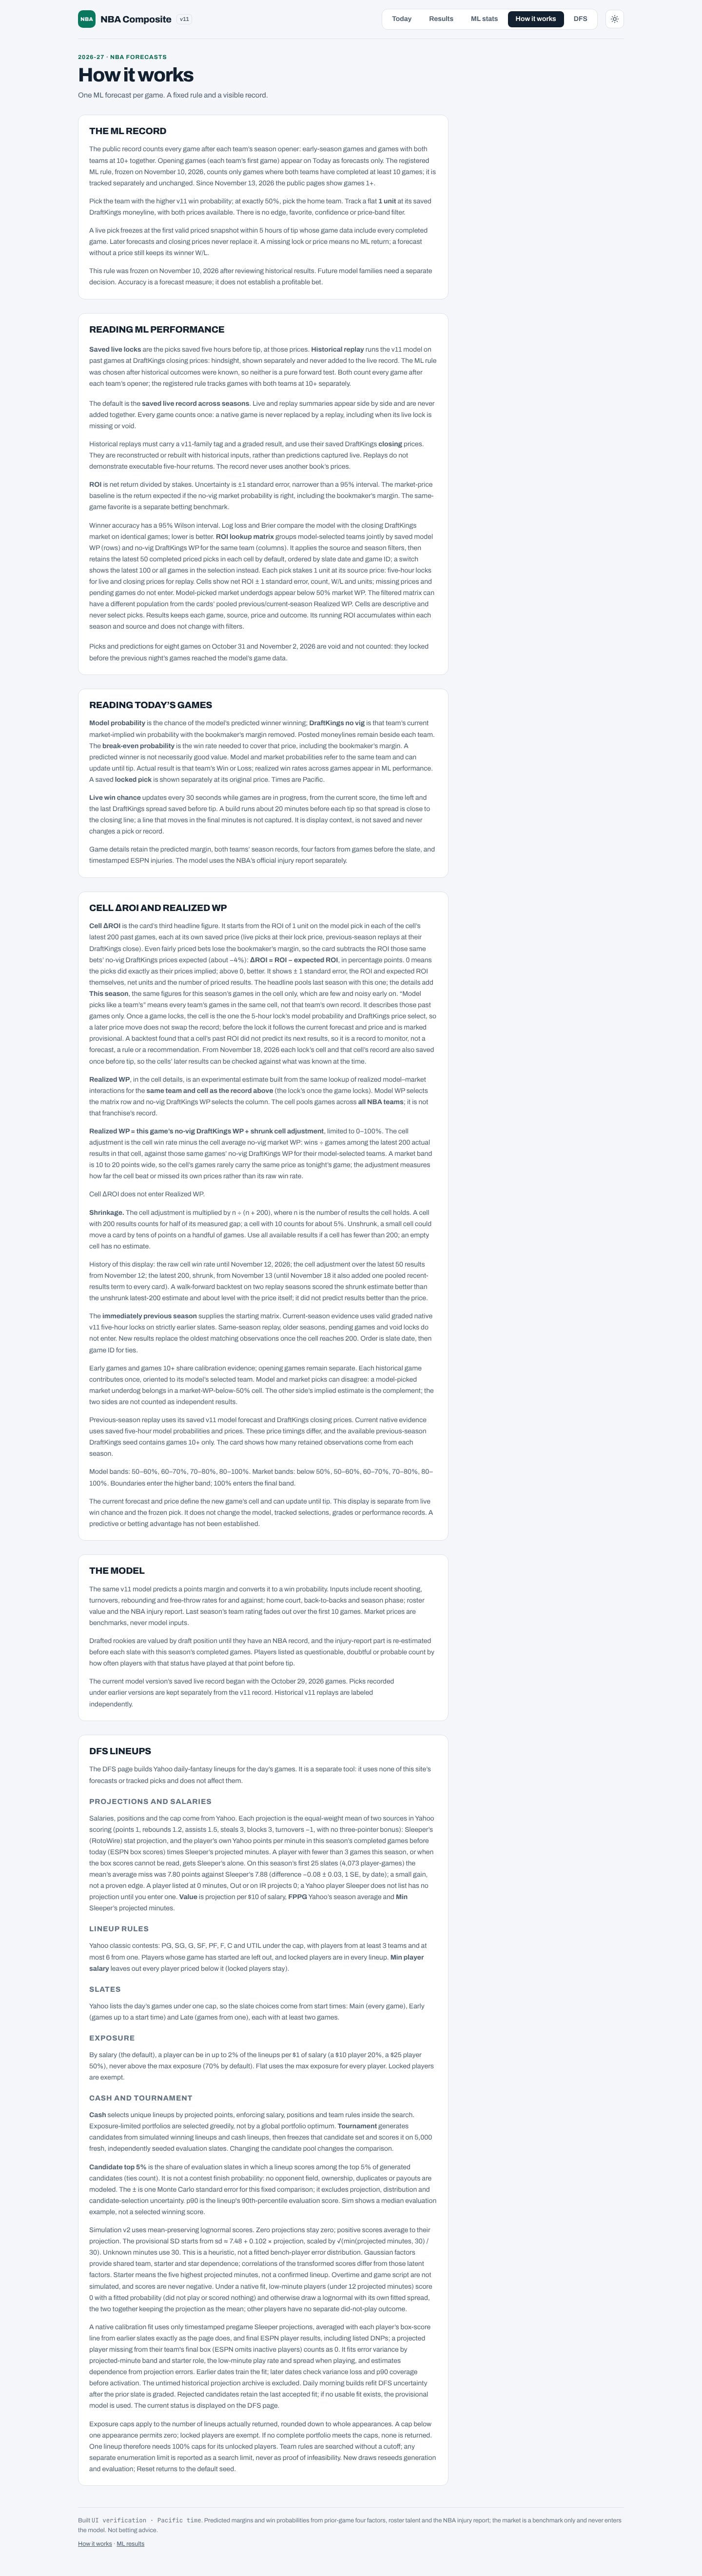 NBA NBA Composite v11
Today Results ML stats How it works DFS
2026-27 · NBA FORECASTS
How it works
One ML forecast per game. A fixed rule and a visible record.
THE ML RECORD
The public record counts every game after each team's season opener: early-season games and games with both
teams at 10+ together. Opening games (each team's first game) appear on Today as forecasts only. The registered
ML rule, frozen on November 10, 2026, counts only games where both teams have completed at least 10 games; it is
tracked separately and unchanged. Since November 13, 2026 the public pages show games 1+.
Pick the team with the higher v11 win probability; at exactly 50%, pick the home team. Track a flat 1 unit at its saved
DraftKings moneyline, with both prices available. There is no edge, favorite, confidence or price-band filter.
A live pick freezes at the first valid priced snapshot within 5 hours of tip whose game data include every completed
game. Later forecasts and closing prices never replace it. A missing lock or price means no ML return; a forecast
without a price still keeps its winner W/L.
This rule was frozen on November 10, 2026 after reviewing historical results. Future model families need a separate
decision. Accuracy is a forecast measure; it does not establish a profitable bet.
READING ML PERFORMANCE
Saved live locks are the picks saved five hours before tip, at those prices. Historical replay runs the v11 model on
past games at DraftKings closing prices: hindsight, shown separately and never added to the live record. The ML rule
was chosen after historical outcomes were known, so neither is a pure forward test. Both count every game after
each team's opener; the registered rule tracks games with both teams at 10+ separately.
The default is the saved live record across seasons. Live and replay summaries appear side by side and are never
added together. Every game counts once: a native game is never replaced by a replay, including when its live lock is
missing or void.
Historical replays must carry a v11-family tag and a graded result, and use their saved DraftKings closing prices.
They are reconstructed or rebuilt with historical inputs, rather than predictions captured live. Replays do not
demonstrate executable five-hour returns. The record never uses another book's prices.
ROI is net return divided by stakes. Uncertainty is ±1 standard error, narrower than a 95% interval. The market-price
baseline is the return expected if the no-vig market probability is right, including the bookmaker's margin. The same-
game favorite is a separate betting benchmark.
Winner accuracy has a 95% Wilson interval. Log loss and Brier compare the model with the closing DraftKings
market on identical games; lower is better. ROI lookup matrix groups model-selected teams jointly by saved model
WP (rows) and no-vig DraftKings WP for the same team (columns). It applies the source and season filters, then
retains the latest 50 completed priced picks in each cell by default, ordered by slate date and game ID; a switch
shows the latest 100 or all games in the selection instead. Each pick stakes 1 unit at its source price: five-hour locks
for live and closing prices for replay. Cells show net ROI ± 1 standard error, count, W/L and units; missing prices and
pending games do not enter. Model-picked market underdogs appear below 50% market WP. The filtered matrix can
have a different population from the cards' pooled previous/current-season Realized WP. Cells are descriptive and
never select picks. Results keeps each game, source, price and outcome. Its running ROI accumulates within each
season and source and does not change with filters.
Picks and predictions for eight games on October 31 and November 2, 2026 are void and not counted: they locked
before the previous night's games reached the model's game data.
READING TODAY'S GAMES
Model probability is the chance of the model's predicted winner winning; DraftKings no vig is that team's current
market-implied win probability with the bookmaker's margin removed. Posted moneylines remain beside each team.
The break-even probability is the win rate needed to cover that price, including the bookmaker's margin. A
predicted winner is not necessarily good value. Model and market probabilities refer to the same team and can
update until tip. Actual result is that team's Win or Loss; realized win rates across games appear in ML performance.
A saved locked pick is shown separately at its original price. Times are Pacific.
Live win chance updates every 30 seconds while games are in progress, from the current score, the time left and
the last DraftKings spread saved before tip. A build runs about 20 minutes before each tip so that spread is close to
the closing line; a line that moves in the final minutes is not captured. It is display context, is not saved and never
changes a pick or record.
Game details retain the predicted margin, both teams' season records, four factors from games before the slate, and
timestamped ESPN injuries. The model uses the NBA's official injury report separately.
CELL ΔROI AND REALIZED WP
Cell ΔROI is the card's third headline figure. It starts from the ROI of 1 unit on the model pick in each of the cell's
latest 200 past games, each at its own saved price (live picks at their lock price, previous-season replays at their
DraftKings close). Even fairly priced bets lose the bookmaker's margin, so the card subtracts the ROI those same
bets' no-vig DraftKings prices expected (about −4%): ΔROI = ROI − expected ROI, in percentage points. 0 means
the picks did exactly as their prices implied; above 0, better. It shows ± 1 standard error, the ROI and expected ROI
themselves, net units and the number of priced results. The headline pools last season with this one; the details add
This season, the same figures for this season's games in the cell only, which are few and noisy early on. "Model
picks like a team's" means every team's games in the same cell, not that team's own record. It describes those past
games only. Once a game locks, the cell is the one the 5-hour lock's model probability and DraftKings price select, so
a later price move does not swap the record; before the lock it follows the current forecast and price and is marked
provisional. A backtest found that a cell's past ROI did not predict its next results, so it is a record to monitor, not a
forecast, a rule or a recommendation. From November 18, 2026 each lock's cell and that cell's record are also saved
once before tip, so the cells' later results can be checked against what was known at the time.
Realized WP, in the cell details, is an experimental estimate built from the same lookup of realized model–market
interactions for the same team and cell as the record above (the lock's once the game locks). Model WP selects
the matrix row and no-vig DraftKings WP selects the column. The cell pools games across all NBA teams; it is not
that franchise's record.
Realized WP = this game's no-vig DraftKings WP + shrunk cell adjustment, limited to 0–100%. The cell
adjustment is the cell win rate minus the cell average no-vig market WP: wins ÷ games among the latest 200 actual
results in that cell, against those same games' no-vig DraftKings WP for their model-selected teams. A market band
is 10 to 20 points wide, so the cell's games rarely carry the same price as tonight's game; the adjustment measures
how far the cell beat or missed its own prices rather than its raw win rate.
Cell ΔROI does not enter Realized WP.
Shrinkage. The cell adjustment is multiplied by n ÷ (n + 200), where n is the number of results the cell holds. A cell
with 200 results counts for half of its measured gap; a cell with 10 counts for about 5%. Unshrunk, a small cell could
move a card by tens of points on a handful of games. Use all available results if a cell has fewer than 200; an empty
cell has no estimate.
History of this display: the raw cell win rate until November 12, 2026; the cell adjustment over the latest 50 results
from November 12; the latest 200, shrunk, from November 13 (until November 18 it also added one pooled recent-
results term to every card). A walk-forward backtest on two replay seasons scored the shrunk estimate better than
the unshrunk latest-200 estimate and about level with the price itself; it did not predict results better than the price.
The immediately previous season supplies the starting matrix. Current-season evidence uses valid graded native
v11 five-hour locks on strictly earlier slates. Same-season replay, older seasons, pending games and void locks do
not enter. New results replace the oldest matching observations once the cell reaches 200. Order is slate date, then
game ID for ties.
Early games and games 10+ share calibration evidence; opening games remain separate. Each historical game
contributes once, oriented to its model's selected team. Model and market picks can disagree: a model-picked
market underdog belongs in a market-WP-below-50% cell. The other side's implied estimate is the complement; the
two sides are not counted as independent results.
Previous-season replay uses its saved v11 model forecast and DraftKings closing prices. Current native evidence
uses saved five-hour model probabilities and prices. These price timings differ, and the available previous-season
DraftKings seed contains games 10+ only. The card shows how many retained observations come from each
season.
Model bands: 50–60%, 60–70%, 70–80%, 80–100%. Market bands: below 50%, 50–60%, 60–70%, 70–80%, 80–
100%. Boundaries enter the higher band; 100% enters the final band.
The current forecast and price define the new game's cell and can update until tip. This display is separate from live
win chance and the frozen pick. It does not change the model, tracked selections, grades or performance records. A
predictive or betting advantage has not been established.
THE MODEL
The same v11 model predicts a points margin and converts it to a win probability. Inputs include recent shooting,
turnovers, rebounding and free-throw rates for and against; home court, back-to-backs and season phase; roster
value and the NBA injury report. Last season's team rating fades out over the first 10 games. Market prices are
benchmarks, never model inputs.
Drafted rookies are valued by draft position until they have an NBA record, and the injury-report part is re-estimated
before each slate with this season's completed games. Players listed as questionable, doubtful or probable count by
how often players with that status have played at that point before tip.
The current model version's saved live record began with the October 29, 2026 games. Picks recorded
under earlier versions are kept separately from the v11 record. Historical v11 replays are labeled
independently.
DFS LINEUPS
The DFS page builds Yahoo daily-fantasy lineups for the day's games. It is a separate tool: it uses none of this site's
forecasts or tracked picks and does not affect them.
PROJECTIONS AND SALARIES
Salaries, positions and the cap come from Yahoo. Each projection is the equal-weight mean of two sources in Yahoo
scoring (points 1, rebounds 1.2, assists 1.5, steals 3, blocks 3, turnovers −1, with no three-pointer bonus): Sleeper's
(RotoWire) stat projection, and the player's own Yahoo points per minute in this season's completed games before
today (ESPN box scores) times Sleeper's projected minutes. A player with fewer than 3 games this season, or when
the box scores cannot be read, gets Sleeper's alone. On this season's first 25 slates (4,073 player-games) the
mean's average miss was 7.80 points against Sleeper's 7.88 (difference −0.08 ± 0.03, 1 SE, by date); a small gain,
not a proven edge. A player listed at 0 minutes, Out or on IR projects 0; a Yahoo player Sleeper does not list has no
projection until you enter one. Value is projection per $10 of salary, FPPG Yahoo's season average and Min
Sleeper's projected minutes.
LINEUP RULES
Yahoo classic contests: PG, SG, G, SF, PF, F, C and UTIL under the cap, with players from at least 3 teams and at
most 6 from one. Players whose game has started are left out, and locked players are in every lineup. Min player
salary leaves out every player priced below it (locked players stay).
SLATES
Yahoo lists the day's games under one cap, so the slate choices come from start times: Main (every game), Early
(games up to a start time) and Late (games from one), each with at least two games.
EXPOSURE
By salary (the default), a player can be in up to 2% of the lineups per $1 of salary (a $10 player 20%, a $25 player
50%), never above the max exposure (70% by default). Flat uses the max exposure for every player. Locked players
are exempt.
CASH AND TOURNAMENT
Cash selects unique lineups by projected points, enforcing salary, positions and team rules inside the search.
Exposure-limited portfolios are selected greedily, not by a global portfolio optimum. Tournament generates
candidates from simulated winning lineups and cash lineups, then freezes that candidate set and scores it on 5,000
fresh, independently seeded evaluation slates. Changing the candidate pool changes the comparison.
Candidate top 5% is the share of evaluation slates in which a lineup scores among the top 5% of generated
candidates (ties count). It is not a contest finish probability: no opponent field, ownership, duplicates or payouts are
modeled. The ± is one Monte Carlo standard error for this fixed comparison; it excludes projection, distribution and
candidate-selection uncertainty. p90 is the lineup's 90th-percentile evaluation score. Sim shows a median evaluation
example, not a selected winning score.
Simulation v2 uses mean-preserving lognormal scores. Zero projections stay zero; positive scores average to their
projection. The provisional SD starts from sd ≈ 7.48 + 0.102 × projection, scaled by √(min(projected minutes, 30) /
30). Unknown minutes use 30. This is a heuristic, not a fitted bench-player error distribution. Gaussian factors
provide shared team, starter and star dependence; correlations of the transformed scores differ from those latent
factors. Starter means the five highest projected minutes, not a confirmed lineup. Overtime and game script are not
simulated, and scores are never negative. Under a native fit, low-minute players (under 12 projected minutes) score
0 with a fitted probability (did not play or scored nothing) and otherwise draw a lognormal with its own fitted spread,
the two together keeping the projection as the mean; other players have no separate did-not-play outcome.
A native calibration fit uses only timestamped pregame Sleeper projections, averaged with each player's box-score
line from earlier slates exactly as the page does, and final ESPN player results, including listed DNPs; a projected
player missing from their team's final box (ESPN omits inactive players) counts as 0. It fits error variance by
projected-minute band and starter role, the low-minute play rate and spread when playing, and estimates
dependence from projection errors. Earlier dates train the fit; later dates check variance loss and p90 coverage
before activation. The untimed historical projection archive is excluded. Daily morning builds refit DFS uncertainty
after the prior slate is graded. Rejected candidates retain the last accepted fit; if no usable fit exists, the provisional
model is used. The current status is displayed on the DFS page.
Exposure caps apply to the number of lineups actually returned, rounded down to whole appearances. A cap below
one appearance permits zero; locked players are exempt. If no complete portfolio meets the caps, none is returned.
One lineup therefore needs 100% caps for its unlocked players. Team rules are searched without a cutoff; any
separate enumeration limit is reported as a search limit, never as proof of infeasibility. New draws reseeds generation
and evaluation; Reset returns to the default seed.
Built UI verification · Pacific time. Predicted margins and win probabilities from prior-game four factors, roster talent and the NBA injury report; the market is a benchmark only and never enters
the model. Not betting advice.
How it works · ML results